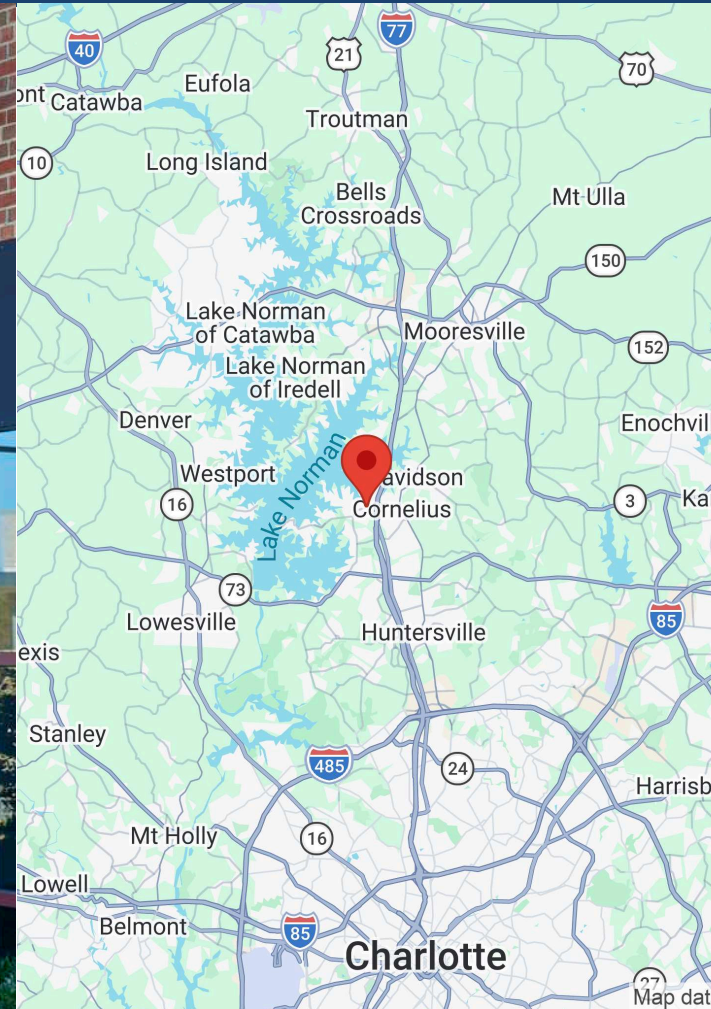 77
40
21
70
Eufola
ont
Catawba
Troutman
10
Long Island
Bells
Crossroads
Mt Ulla
150
Lake Norman
of Catawba
Mooresville
152
Lake Norman
of Iredell
Denver
Enochvil
Lake Norman
Westport
avidson
16
Cornelius
3
Ka
73
Lowesville
Huntersville
85
exis
Stanley
485
24
Harrisb
Mt Holly
16
Lowell
Belmont
85
Charlotte
27
Map dat